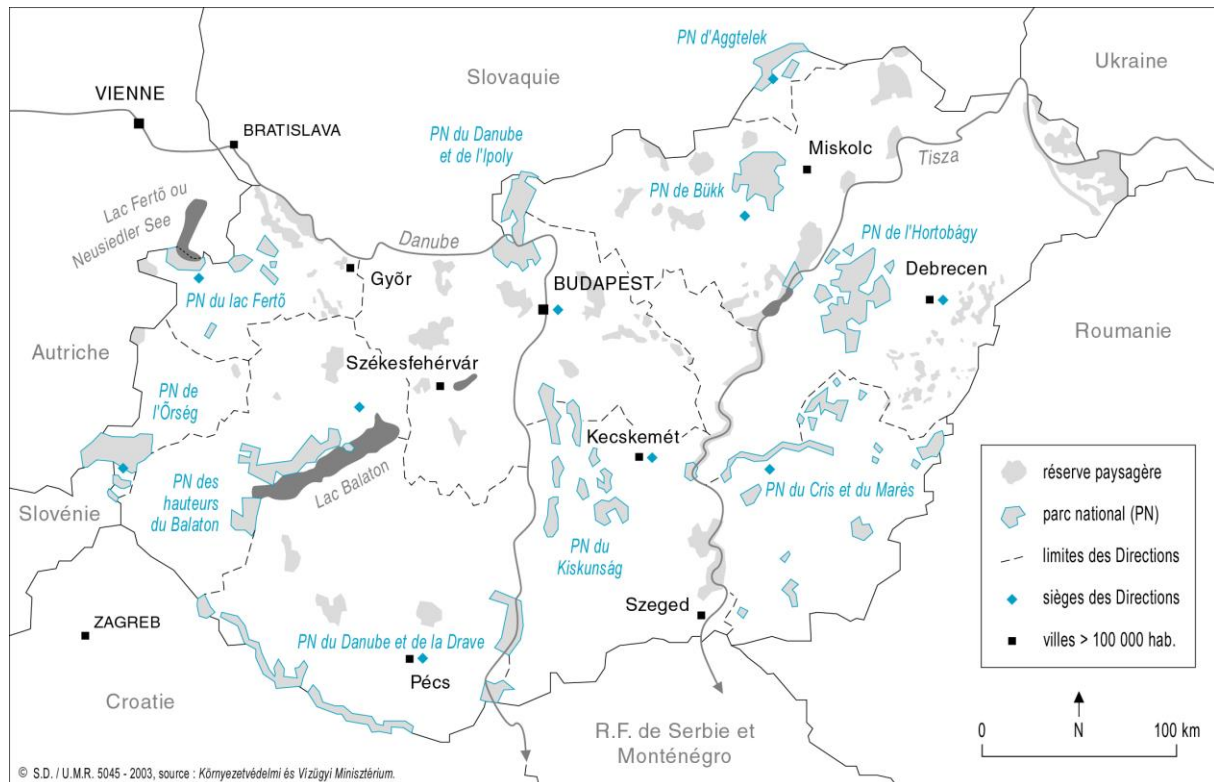 PN d'Aggtelek
Ukraine
Slovaquie
VIENNE
BRATISLAVA
PN du Danube
et de l'Ipoly
Miskolc
Tisza
PN de Bükk
Lac Fertõ ou
Neusiedler See
Danube
PN de l'Hortobágy
Debrecen
Gyõr
BUDAPEST
PN du lac Fertõ
Roumanie
Autriche
Székesfehérvár
PN de
l'Õrség
Kecskemét
PN des
hauteurs
du Balaton
Lac Balaton
PN du Cris et du Marès
Slovénie
PN du
Kiskunság
Szeged
ZAGREB
PN du Danube et de la Drave
Pécs
Croatie
R.F. de Serbie et
Monténégro
réserve paysagère
parc national (PN)
limites des Directions
sièges des Directions
villes > 100 000 hab.
0
N
100 km
© S.D. / U.M.R. 5045 - 2003, source : Környezetvédelmi és Vízügyi Minisztérium.